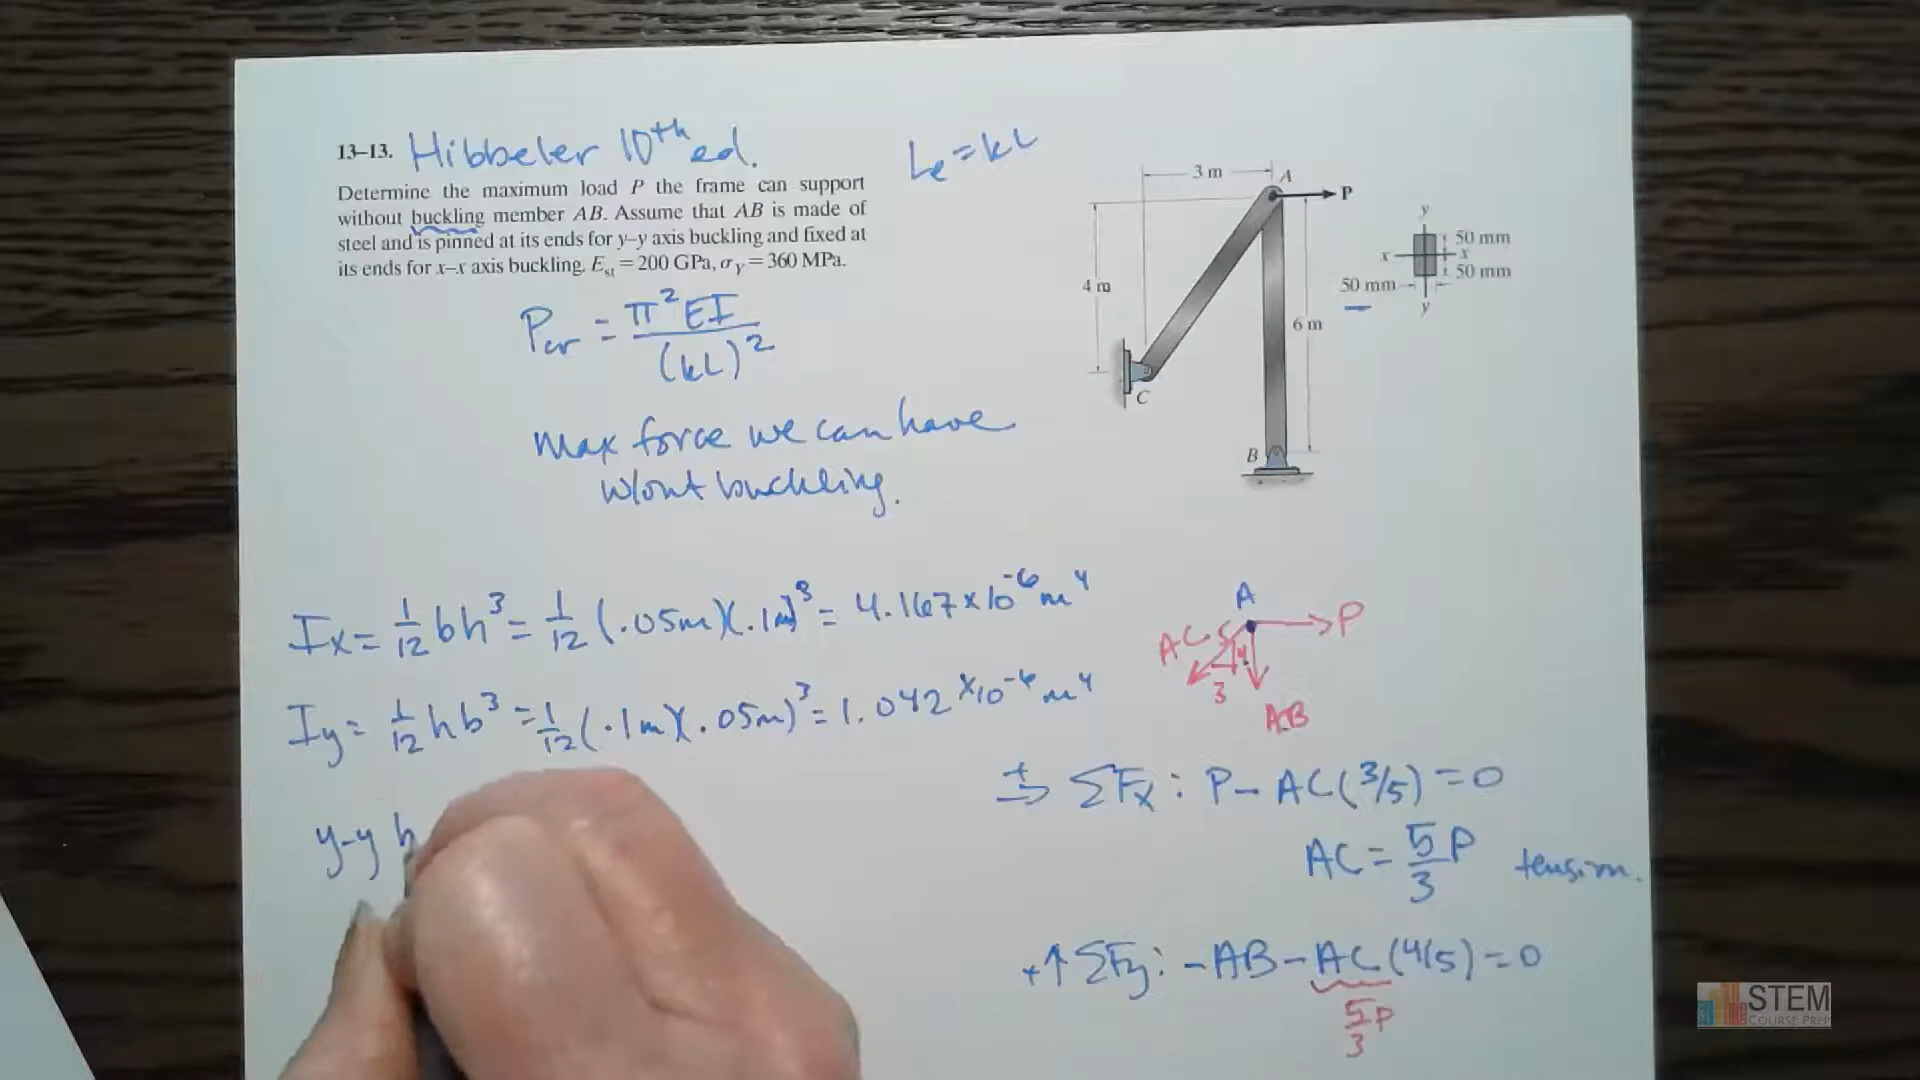 13–13. Hibbeler 10th ed.
Determine the maximum load P the frame can support
without buckling member AB. Assume that AB is made of
steel and is pinned at its ends for y–y axis buckling and fixed at
its ends for x–x axis buckling. E_st = 200 GPa, σ_Y = 360 MPa.
Le = kL
P_cr = π²EI / (kL)²
Max force we can have
w/out buckling.
3 m
A
P
4 m
6 m
C
B
y
50 mm
x
x
50 mm
50 mm
y
Ix = 1/12 bh³ = 1/12 (.05m)(.1m)³ = 4.167 × 10⁻⁶ m⁴
Iy = 1/12 hb³ = 1/12 (.1m)(.05m)³ = 1.042 × 10⁻⁶ m⁴
y-y b
A
P
AC
5
4
3
AB
+→ ΣFx: P - AC(3/5) = 0
AC = 5/3 P tension.
+↑ ΣFy: -AB - AC (4/5) = 0
5/3 P
STEM
COURSE PREP